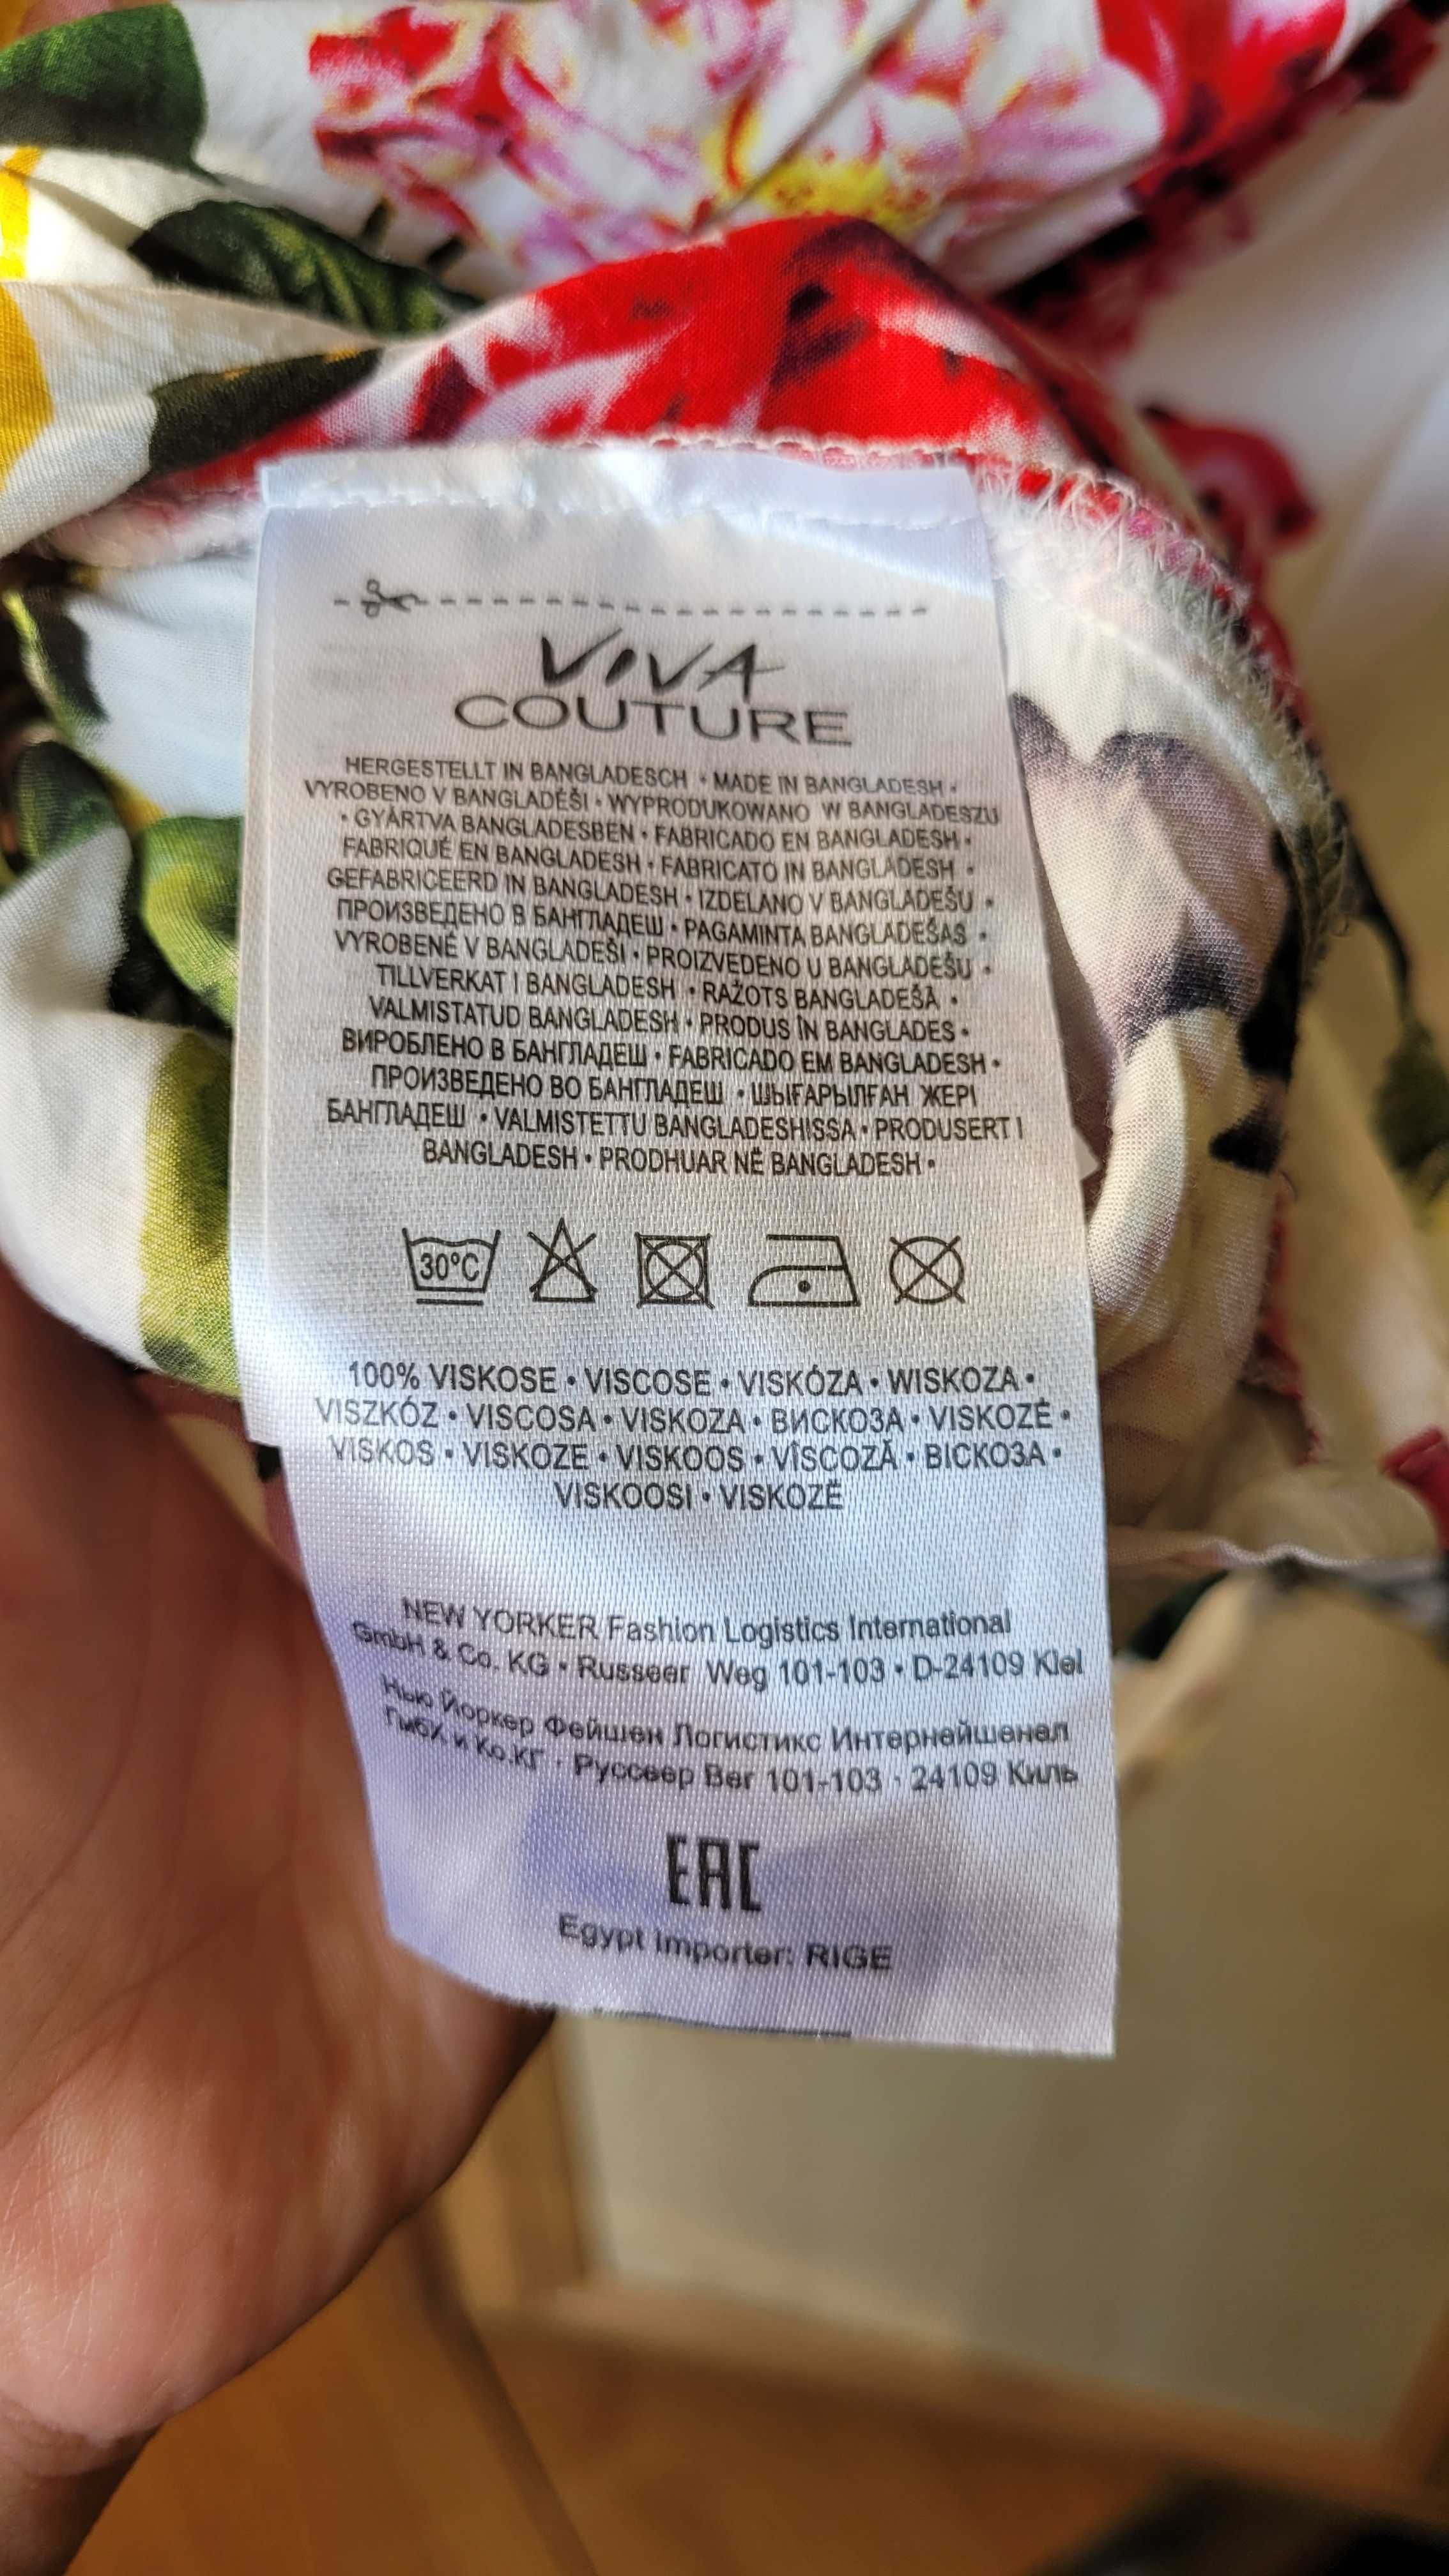 VIVA
COUTURE
HERGESTELLT IN BANGLADESCH • MADE IN BANGLADESH •
VYROBENO V BANGLADÉŠI • WYPRODUKOWANO W BANGLADESZU
• GYÁRTVA BANGLADESBEN • FABRICADO EN BANGLADESH •
FABRIQUÉ EN BANGLADESH • FABRICATO IN BANGLADESH •
GEFABRICEERD IN BANGLADESH • IZDELANO V BANGLADEŠU •
ПРОИЗВЕДЕНО В БАНГЛАДЕШ • PAGAMINTA BANGLADEŠAS •
VYROBENÉ V BANGLADEŠI • PROIZVEDENO U BANGLADEŠU •
TILLVERKAT I BANGLADESH • RAŽOTS BANGLADEŠĀ •
VALMISTATUD BANGLADESH • PRODUS ÎN BANGLADES •
ВИРОБЛЕНО В БАНГЛАДЕШ • FABRICADO EM BANGLADESH •
ПРОИЗВЕДЕНО ВО БАНГЛАДЕШ • ШЫҒАРЫЛҒАН ЖЕРІ
БАНГЛАДЕШ • VALMISTETTU BANGLADESHISSA • PRODUSERT I
BANGLADESH • PRODHUAR NË BANGLADESH •
30°C
100% VISKOSE • VISCOSE • VISKÓZA • WISKOZA •
VISZKÓZ • VISCOSA • VISKOZA • ВИСКОЗА • VISKOZĖ •
VISKOS • VISKOZE • VISKOOS • VÎSCOZĂ • ВІСКОЗА •
VISKOOSI • VISKOZË
NEW YORKER Fashion Logistics International
GmbH & Co. KG • Russeer Weg 101-103 • D-24109 Kiel
Нью Йоркер Фейшен Логистикс Интернейшенел
ГмбХ и Ко.КГ · Руссеер Вег 101-103 · 24109 Киль
EAC
Egypt Importer: RIGE